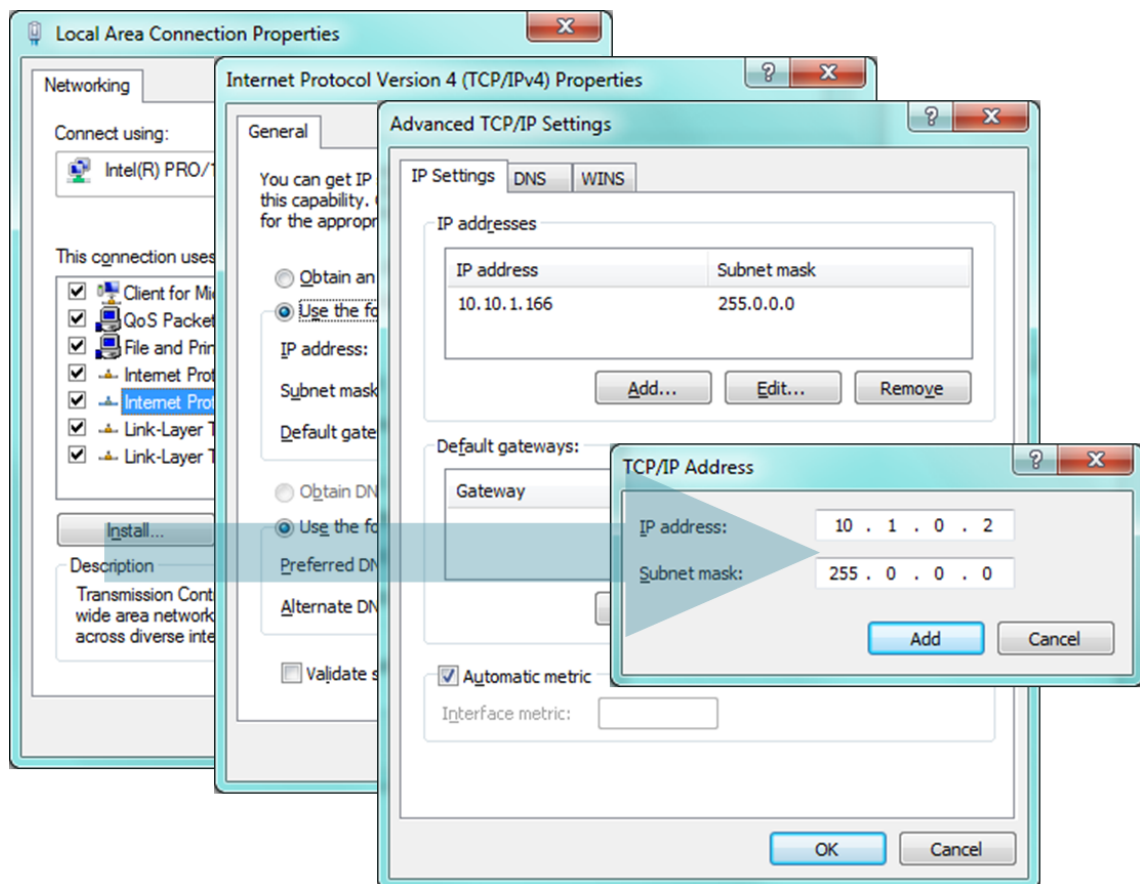 Local Area Connection Properties
Networking
Connect using:
Intel(R) PRO/1
This connection uses
Client for Mi
QoS Packet
File and Prin
Internet Prot
Internet Prot
Link-Layer T
Link-Layer T
Install...
Description
Transmission Cont
wide area network
across diverse inte
Internet Protocol Version 4 (TCP/IPv4) Properties
General
You can get IP
this capability.
for the appropr
Obtain an
Use the fo
IP address:
Subnet mask
Default gate
Obtain DN
Use the fo
Preferred DN
Alternate DN
Validate s
Advanced TCP/IP Settings
IP Settings DNS WINS
IP addresses
IP address Subnet mask
10.10.1.166 255.0.0.0
Add... Edit... Remove
Default gateways:
Gateway
Automatic metric
Interface metric:
OK Cancel
TCP/IP Address
IP address: 10 . 1 . 0 . 2
Subnet mask: 255 . 0 . 0 . 0
Add Cancel